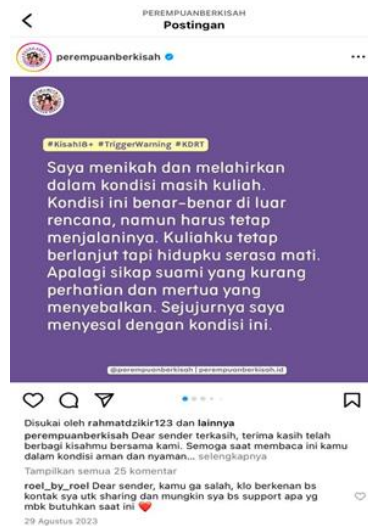 PEREMPUANBERKISAH
Postingan
perempuanberkisah
#Kisah18+ #TriggerWarning #KDRT
Saya menikah dan melahirkan
dalam kondisi masih kuliah.
Kondisi ini benar-benar di luar
rencana, namun harus tetap
menjalaninya. Kuliahku tetap
berlanjut tapi hidupku serasa mati.
Apalagi sikap suami yang kurang
perhatian dan mertua yang
menyebalkan. Sejujurnya saya
menyesal dengan kondisi ini.
@perempuanberkisah | perempuanberkisah.id
Disukai oleh rahmatdzikir123 dan lainnya
perempuanberkisah Dear sender terkasih, terima kasih telah
berbagi kisahmu bersama kami. Semoga saat membaca ini kamu
dalam kondisi aman dan nyaman... selengkapnya
Tampilkan semua 25 komentar
roel_by_roel Dear sender, kamu ga salah, klo berkenan bs
kontak sya utk sharing dan mungkin sya bs support apa yg
mbk butuhkan saat ini ❤️
29 Agustus 2023